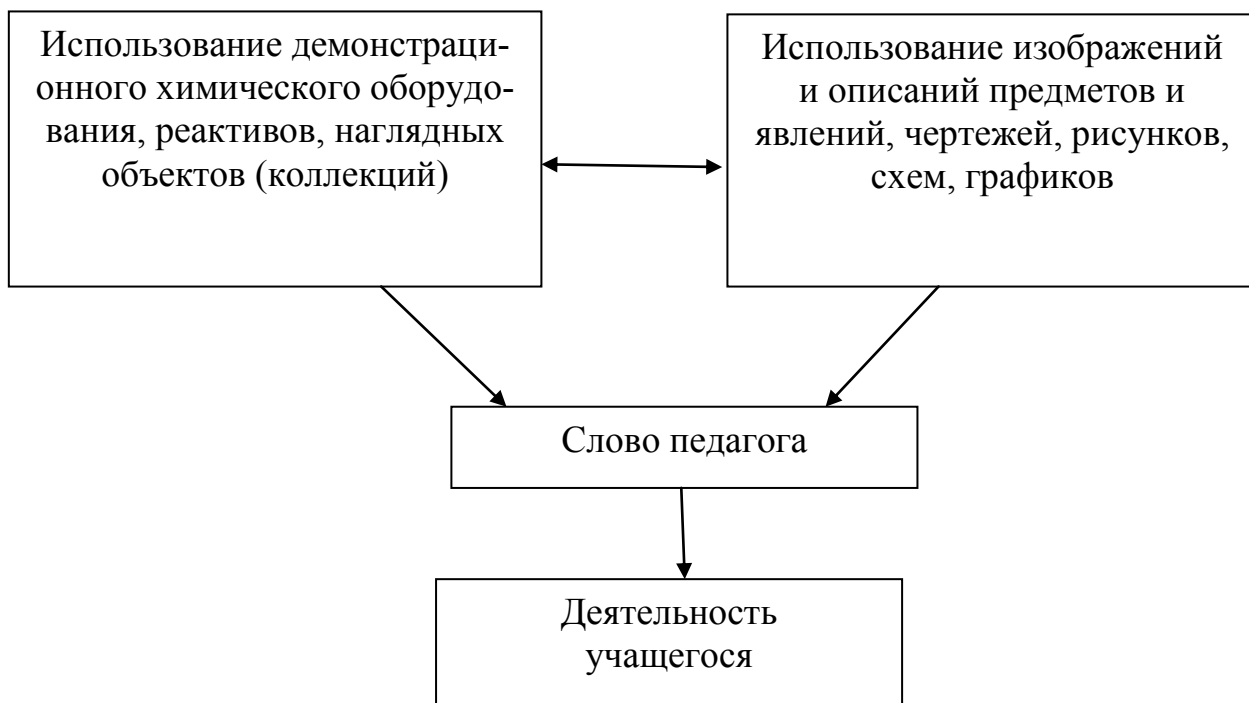 Использование демонстраци-
онного химического оборудо-
вания, реактивов, наглядных
объектов (коллекций)
Использование изображений
и описаний предметов и
явлений, чертежей, рисунков,
схем, графиков
Слово педагога
Деятельность
учащегося